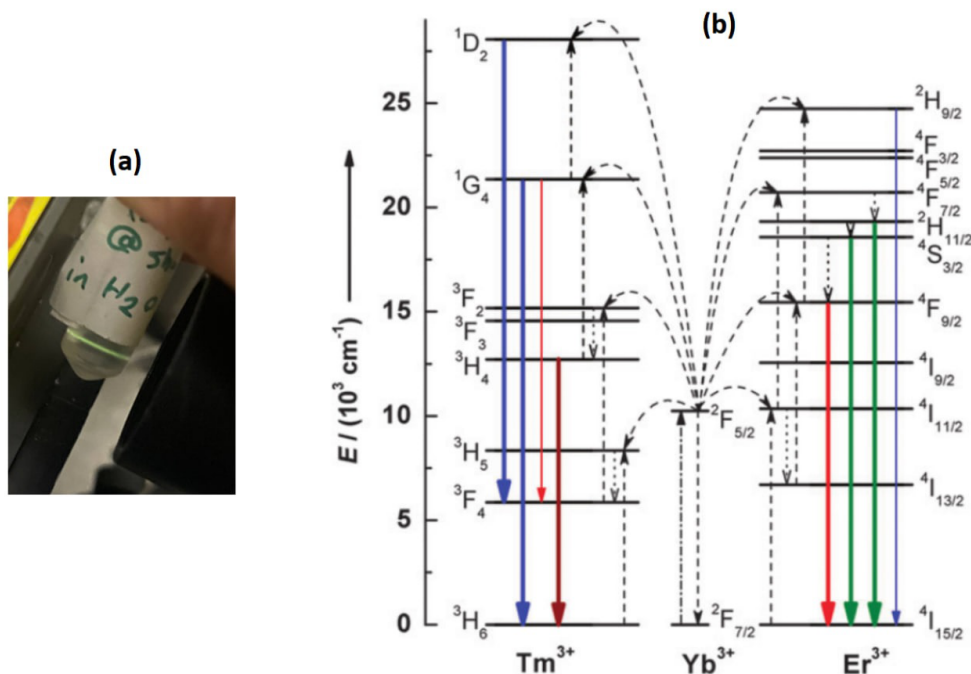 (a)
@
in H2O
(b)
E / (10³ cm⁻¹)
25
20
15
10
5
0
¹D₂
¹G₄
³F₂
³F₃
³H₄
³H₅
³F₄
³H₆
Tm³⁺
²F₅/₂
²F₇/₂
Yb³⁺
²H₉/₂
⁴F₃/₂
⁴F₅/₂
⁴F₇/₂
²H₁₁/₂
⁴S₃/₂
⁴F₉/₂
⁴I₉/₂
⁴I₁₁/₂
⁴I₁₃/₂
⁴I₁₅/₂
Er³⁺